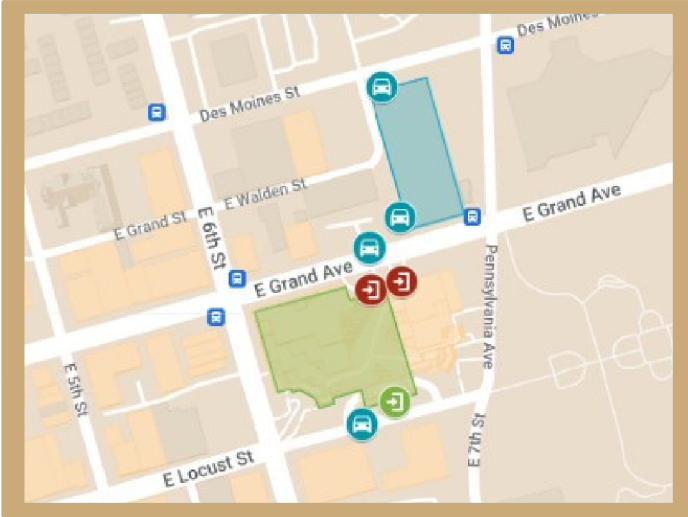 Des Moines
Des Moines St
E Walden St
E Grand St
E Grand Ave
E 6th St
E Grand Ave
Pennsylvania Ave
E 5th St
E 7th St
E Locust St